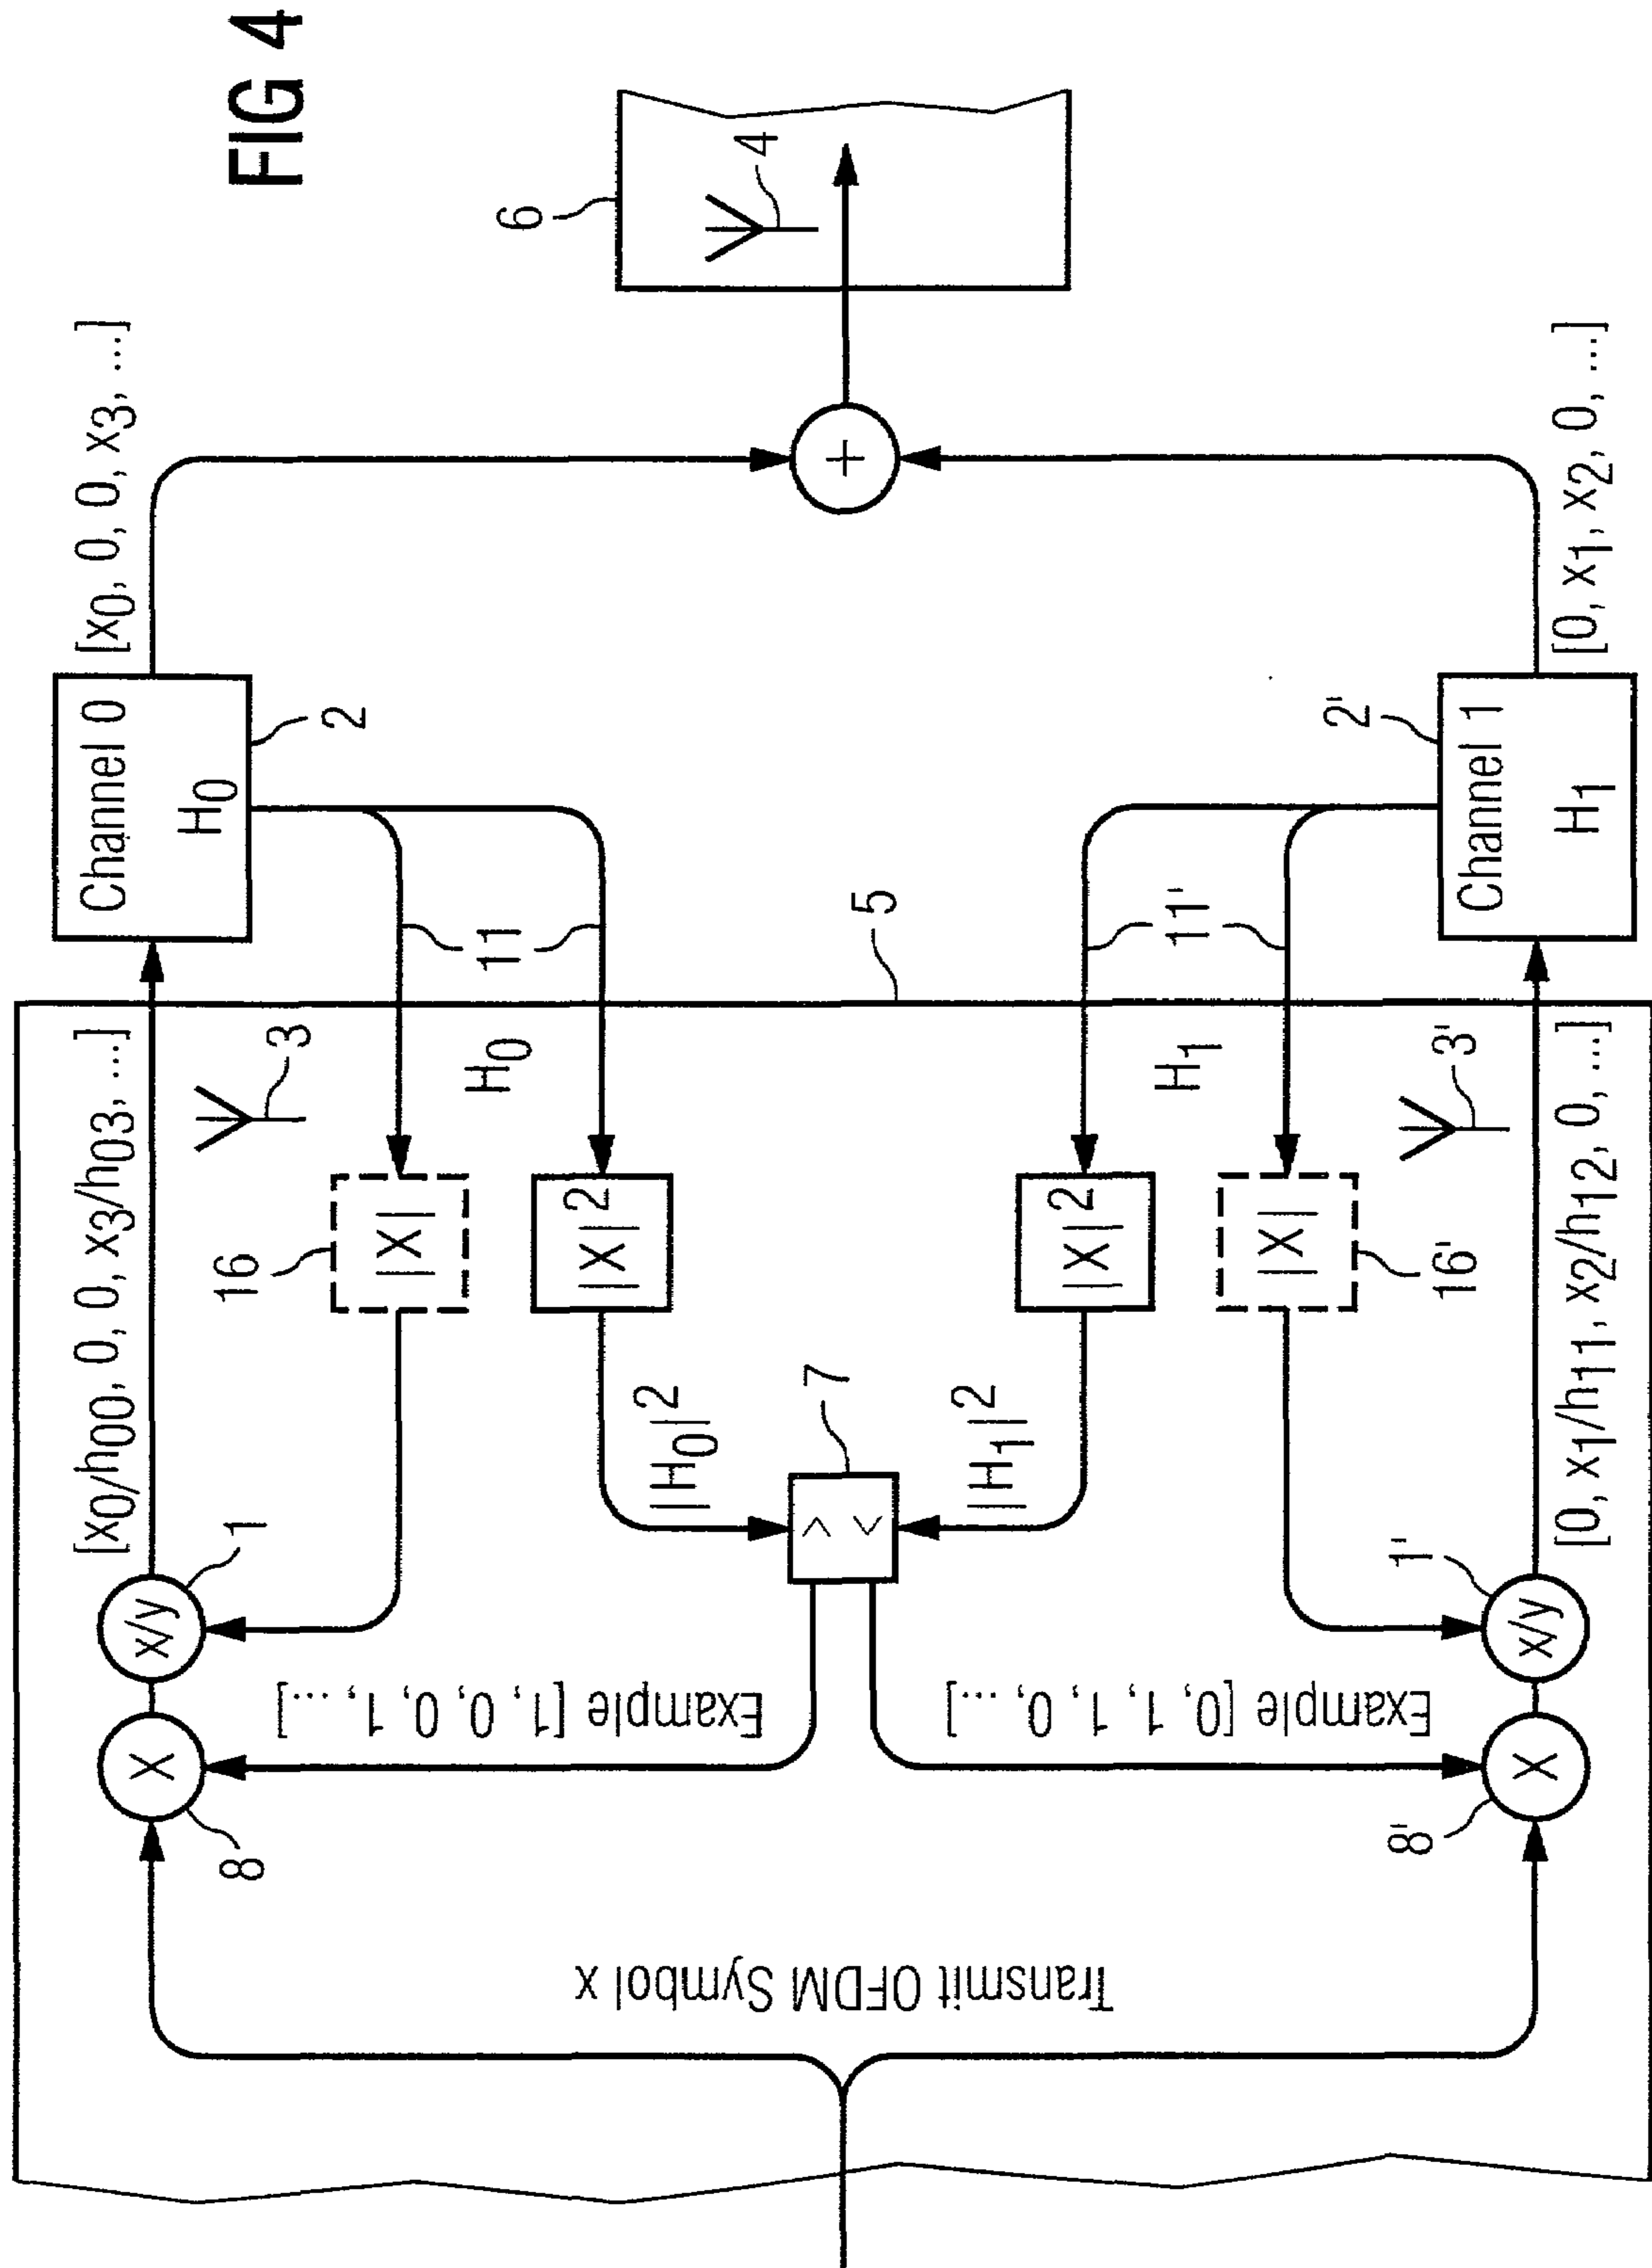 FIG 4
[x0/h00, 0, 0, x3/h03, ...]
[x0, 0, 0, x3, ...]
Channel 0
H0
2
8
X
x/y
1
3
16
|X|
11
H0
|X|²
Example [1, 0, 0, 1, ...]
|H0|²
6
4
Transmit OFDM Symbol x
>
<
7
5
+
|H1|²
Example [0, 1, 1, 0, ...]
|X|²
H1
11'
|X|
16'
3'
8'
X
x/y
1'
2'
Channel 1
H1
[0, x1/h11, x2/h12, 0, ...]
[0, x1, x2, 0, ...]